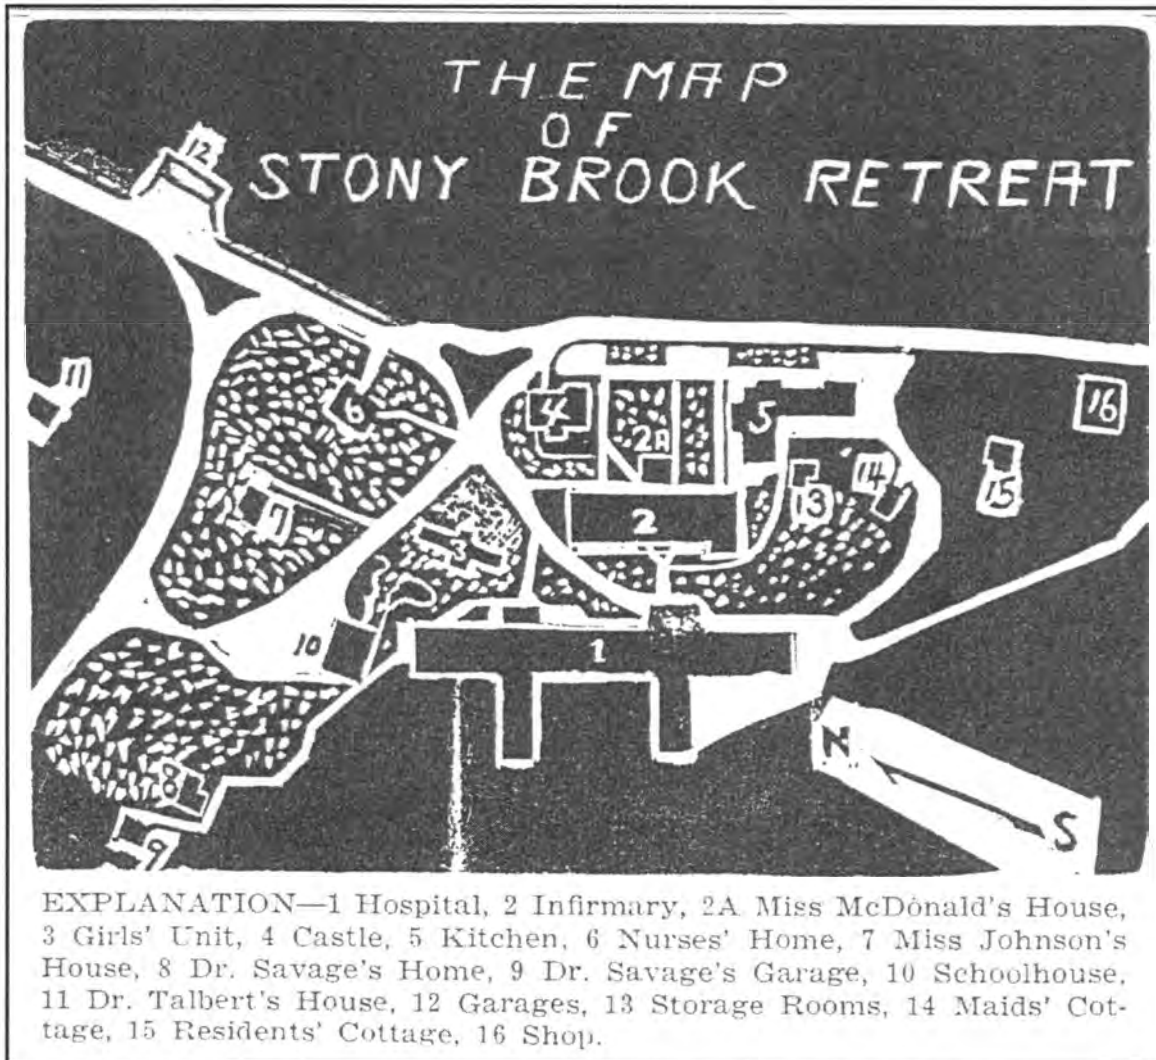 THE MAP
OF
STONY BROOK RETREAT
12
11
6
4
2A
5
16
7
3
2
13
14
15
10
1
8
9
N
S
EXPLANATION—1 Hospital, 2 Infirmary, 2A Miss McDonald's House,
3 Girls' Unit, 4 Castle, 5 Kitchen, 6 Nurses' Home, 7 Miss Johnson's
House, 8 Dr. Savage's Home, 9 Dr. Savage's Garage, 10 Schoolhouse,
11 Dr. Talbert's House, 12 Garages, 13 Storage Rooms, 14 Maids' Cot-
tage, 15 Residents' Cottage, 16 Shop.